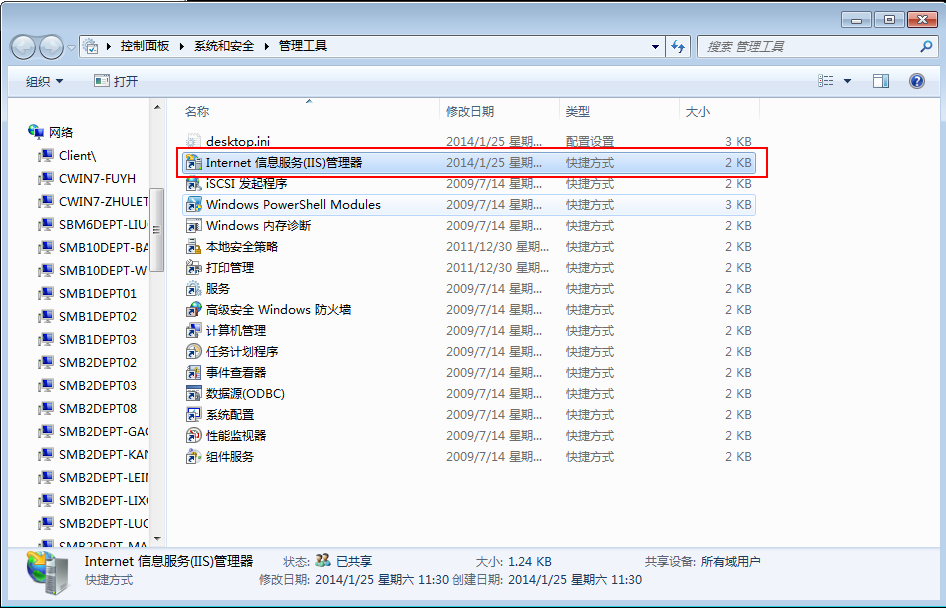 控制面板 ▸ 系统和安全 ▸ 管理工具
搜索 管理工具
组织 打开
名称 修改日期 类型 大小
desktop.ini 2014/1/25 星期... 配置设置 3 KB
Internet 信息服务(IIS)管理器 2014/1/25 星期... 快捷方式 2 KB
iSCSI 发起程序 2009/7/14 星期... 快捷方式 2 KB
Windows PowerShell Modules 2009/7/14 星期... 快捷方式 3 KB
Windows 内存诊断 2009/7/14 星期... 快捷方式 2 KB
本地安全策略 2011/12/30 星期... 快捷方式 2 KB
打印管理 2011/12/30 星期... 快捷方式 2 KB
服务 2009/7/14 星期... 快捷方式 2 KB
高级安全 Windows 防火墙 2009/7/14 星期... 快捷方式 2 KB
计算机管理 2009/7/14 星期... 快捷方式 2 KB
任务计划程序 2009/7/14 星期... 快捷方式 2 KB
事件查看器 2009/7/14 星期... 快捷方式 2 KB
数据源(ODBC) 2009/7/14 星期... 快捷方式 2 KB
系统配置 2009/7/14 星期... 快捷方式 2 KB
性能监视器 2009/7/14 星期... 快捷方式 2 KB
组件服务 2009/7/14 星期... 快捷方式 2 KB
网络
Client\
CWIN7-FUYH
CWIN7-ZHULET
SBM6DEPT-LIU
SMB10DEPT-BA
SMB10DEPT-W
SMB1DEPT01
SMB1DEPT02
SMB1DEPT03
SMB2DEPT02
SMB2DEPT03
SMB2DEPT08
SMB2DEPT-GAO
SMB2DEPT-KAN
SMB2DEPT-LEI
SMB2DEPT-LIX
SMB2DEPT-LUO
SMB2DEPT-MA
Internet 信息服务(IIS)管理器 状态: 已共享 大小: 1.24 KB 共享设备: 所有域用户
快捷方式 修改日期: 2014/1/25 星期六 11:30 创建日期: 2014/1/25 星期六 11:30